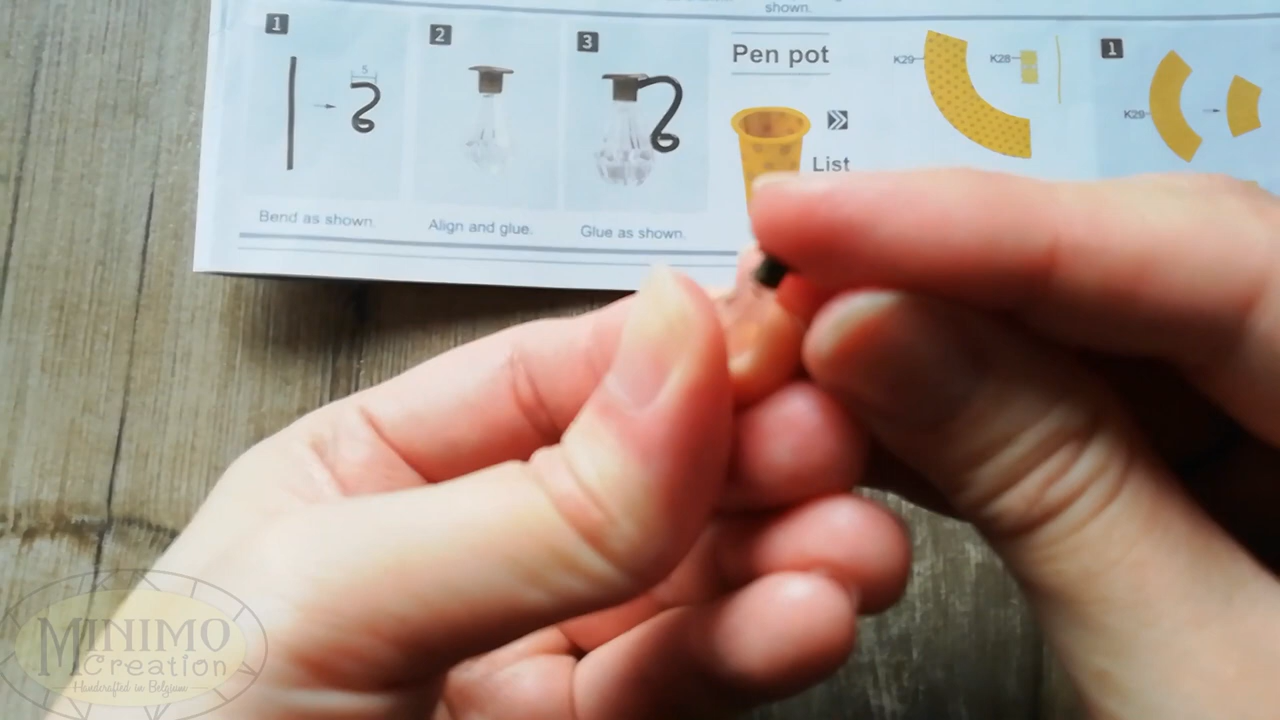 shown.
1
5
Bend as shown.
2
Align and glue.
3
Glue as shown.
Pen pot
List
K29
K28
1
K29
MINIMO
Creation
Handcrafted in Belgium